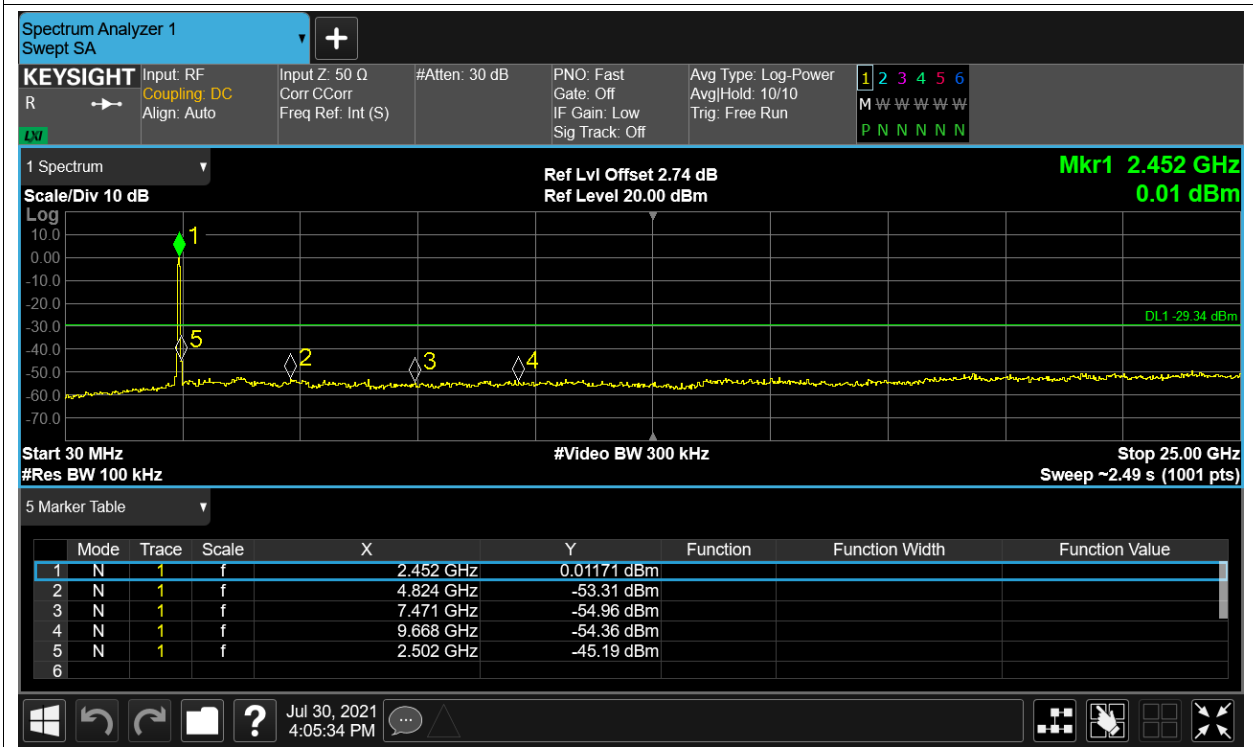 Spectrum Analyzer 1
Swept SA
+
KEYSIGHT
R
LXI
Input: RF
Coupling: DC
Align: Auto
Input Z: 50 Ω
Corr CCorr
Freq Ref: Int (S)
#Atten: 30 dB
PNO: Fast
Gate: Off
IF Gain: Low
Sig Track: Off
Avg Type: Log-Power
Avg|Hold: 10/10
Trig: Free Run
1 2 3 4 5 6
M W W W W W
P N N N N N
1 Spectrum
Scale/Div 10 dB
Ref Lvl Offset 2.74 dB
Ref Level 20.00 dBm
Mkr1 2.452 GHz
0.01 dBm
Log
10.0
0.00
-10.0
-20.0
-30.0
-40.0
-50.0
-60.0
-70.0
1
5
2
3
4
DL1 -29.34 dBm
Start 30 MHz
#Video BW 300 kHz
Stop 25.00 GHz
#Res BW 100 kHz
Sweep ~2.49 s (1001 pts)
5 Marker Table
Mode Trace Scale X Y Function Function Width Function Value
1 N 1 f 2.452 GHz 0.01171 dBm
2 N 1 f 4.824 GHz -53.31 dBm
3 N 1 f 7.471 GHz -54.96 dBm
4 N 1 f 9.668 GHz -54.36 dBm
5 N 1 f 2.502 GHz -45.19 dBm
6
?
Jul 30, 2021
4:05:34 PM